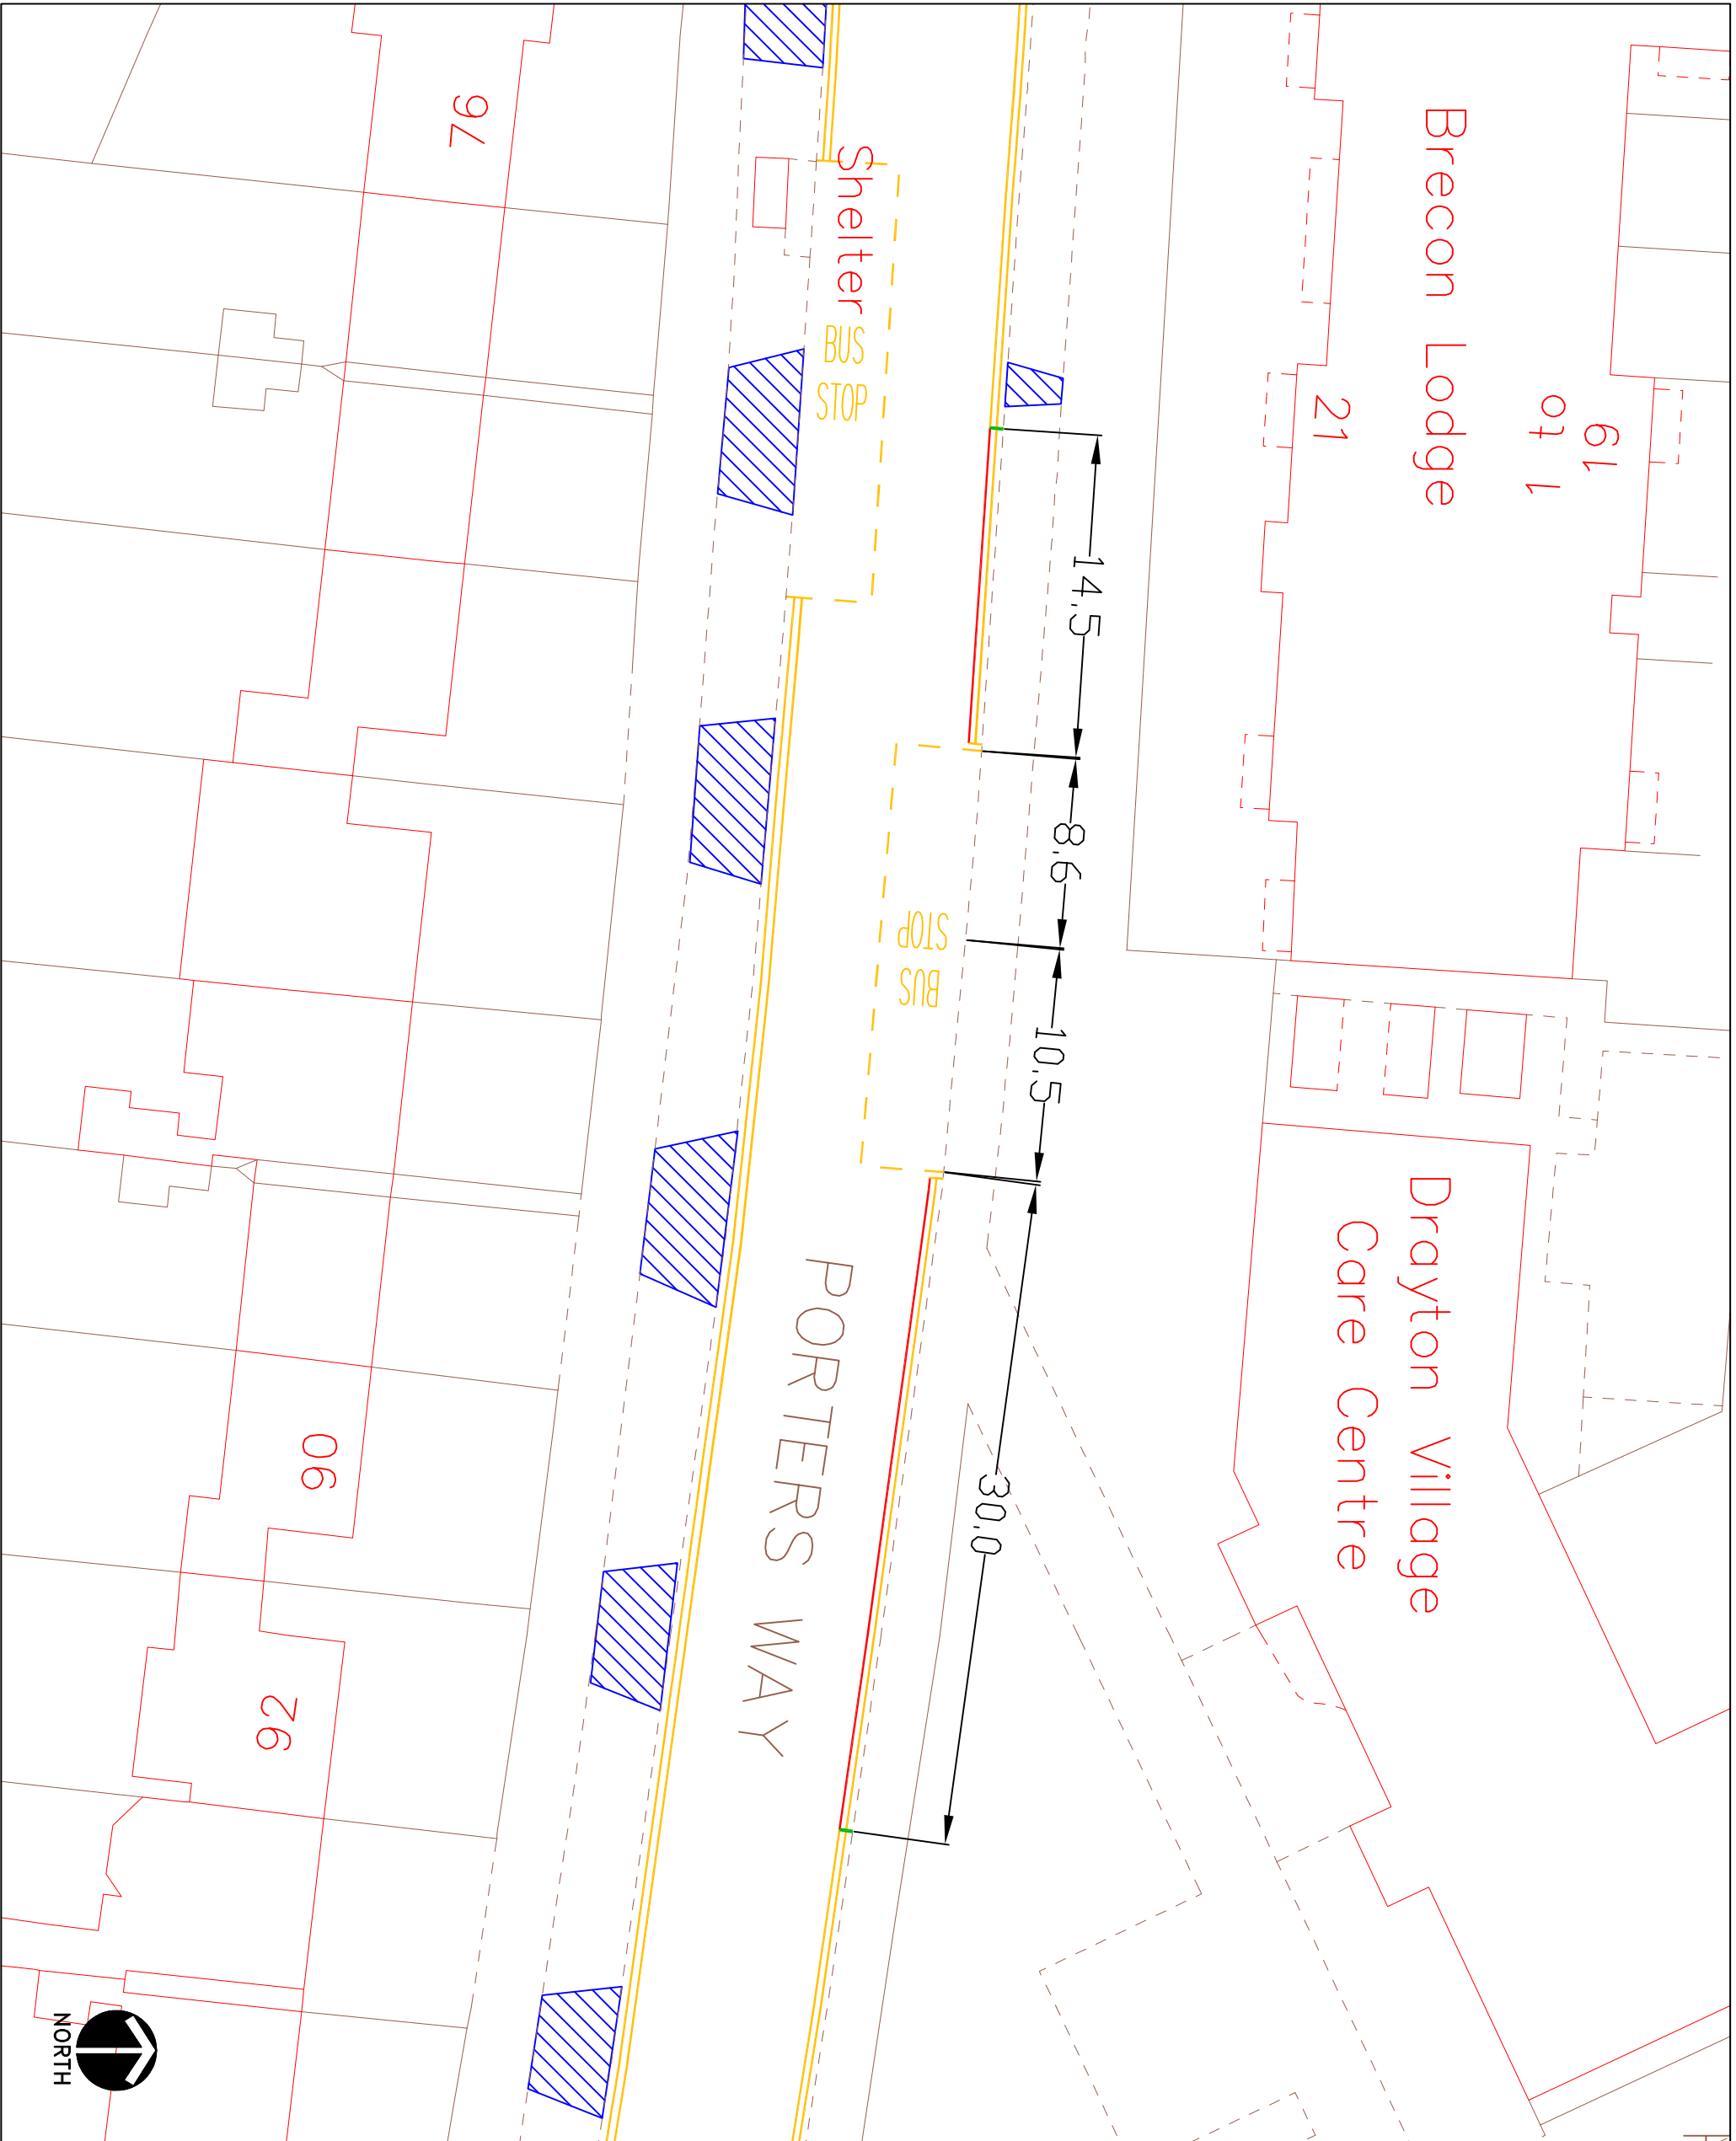 Brecon Lodge
1 to
19
21
14.5
8.6
10.5
30.0
Drayton Village
Care Centre
Shelter
BUS
STOP
BUS
STOP
PORTERS WAY
76
90
92
NORTH